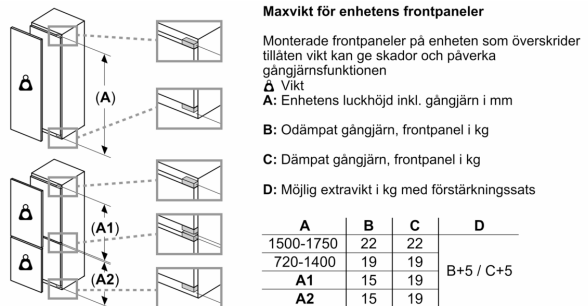 Maxvikt för enhetens frontpaneler
Monterade frontpaneler på enheten som överskrider
tillåten vikt kan ge skador och påverka
gångjärnsfunktionen
Vikt
A: Enhetens luckhöjd inkl. gångjärn i mm
B: Odämpat gångjärn, frontpanel i kg
C: Dämpat gångjärn, frontpanel i kg
D: Möjlig extravikt i kg med förstärkningssats
(A)
(A1)
(A2)
A B C D
1500-1750 22 22
720-1400 19 19
B+5 / C+5
A1 15 19
A2 15 19